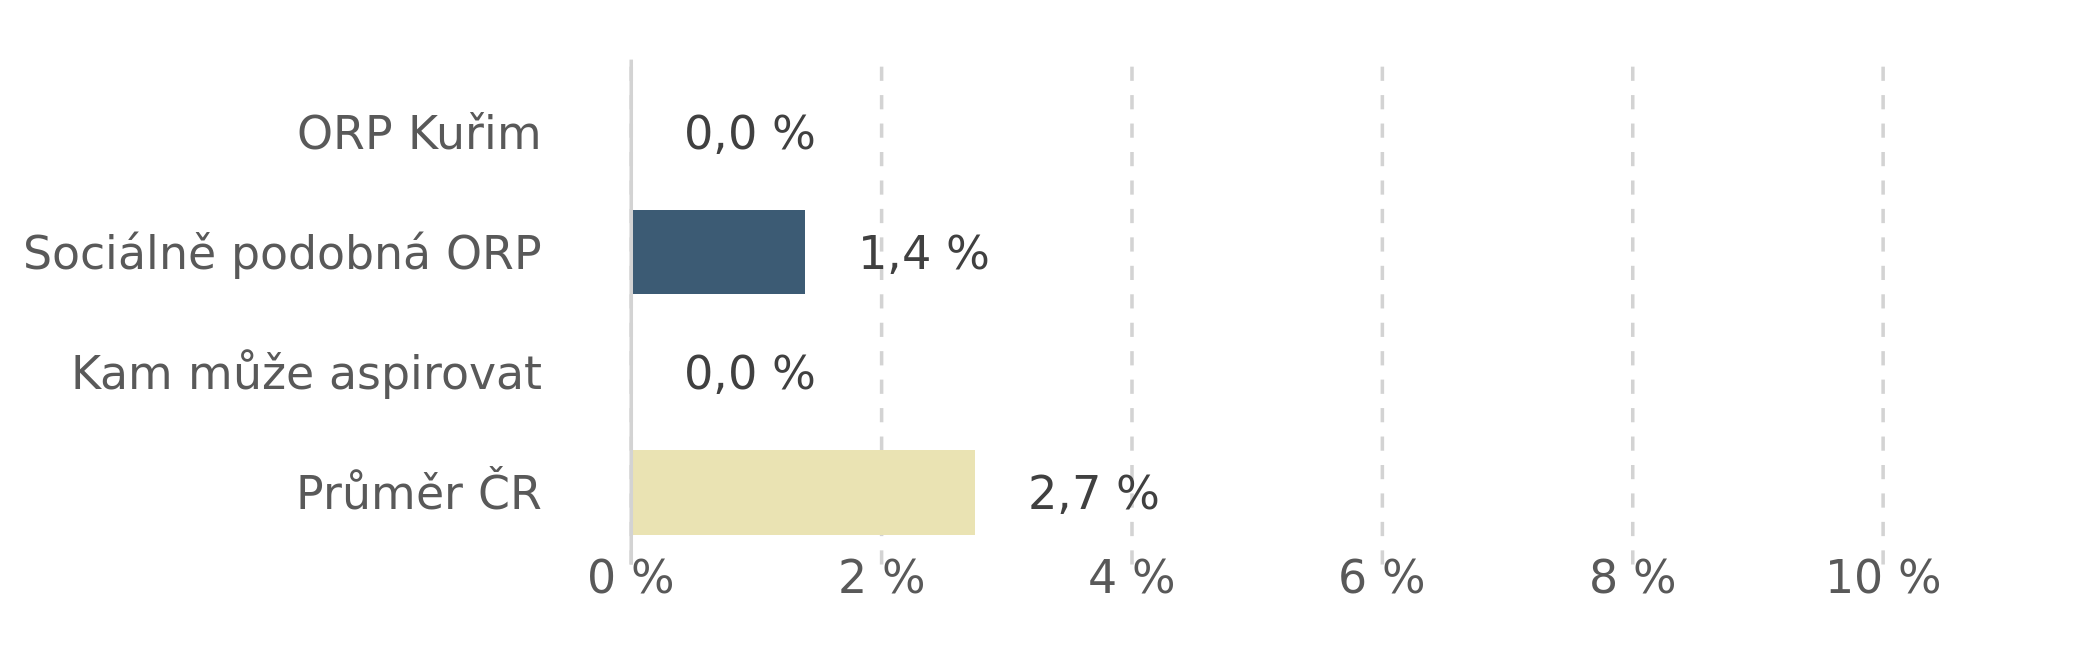 ORP Kuřim 0,0 %
Sociálně podobná ORP 1,4 %
Kam může aspirovat 0,0 %
Průměr ČR 2,7 %
0 % 2 % 4 % 6 % 8 % 10 %